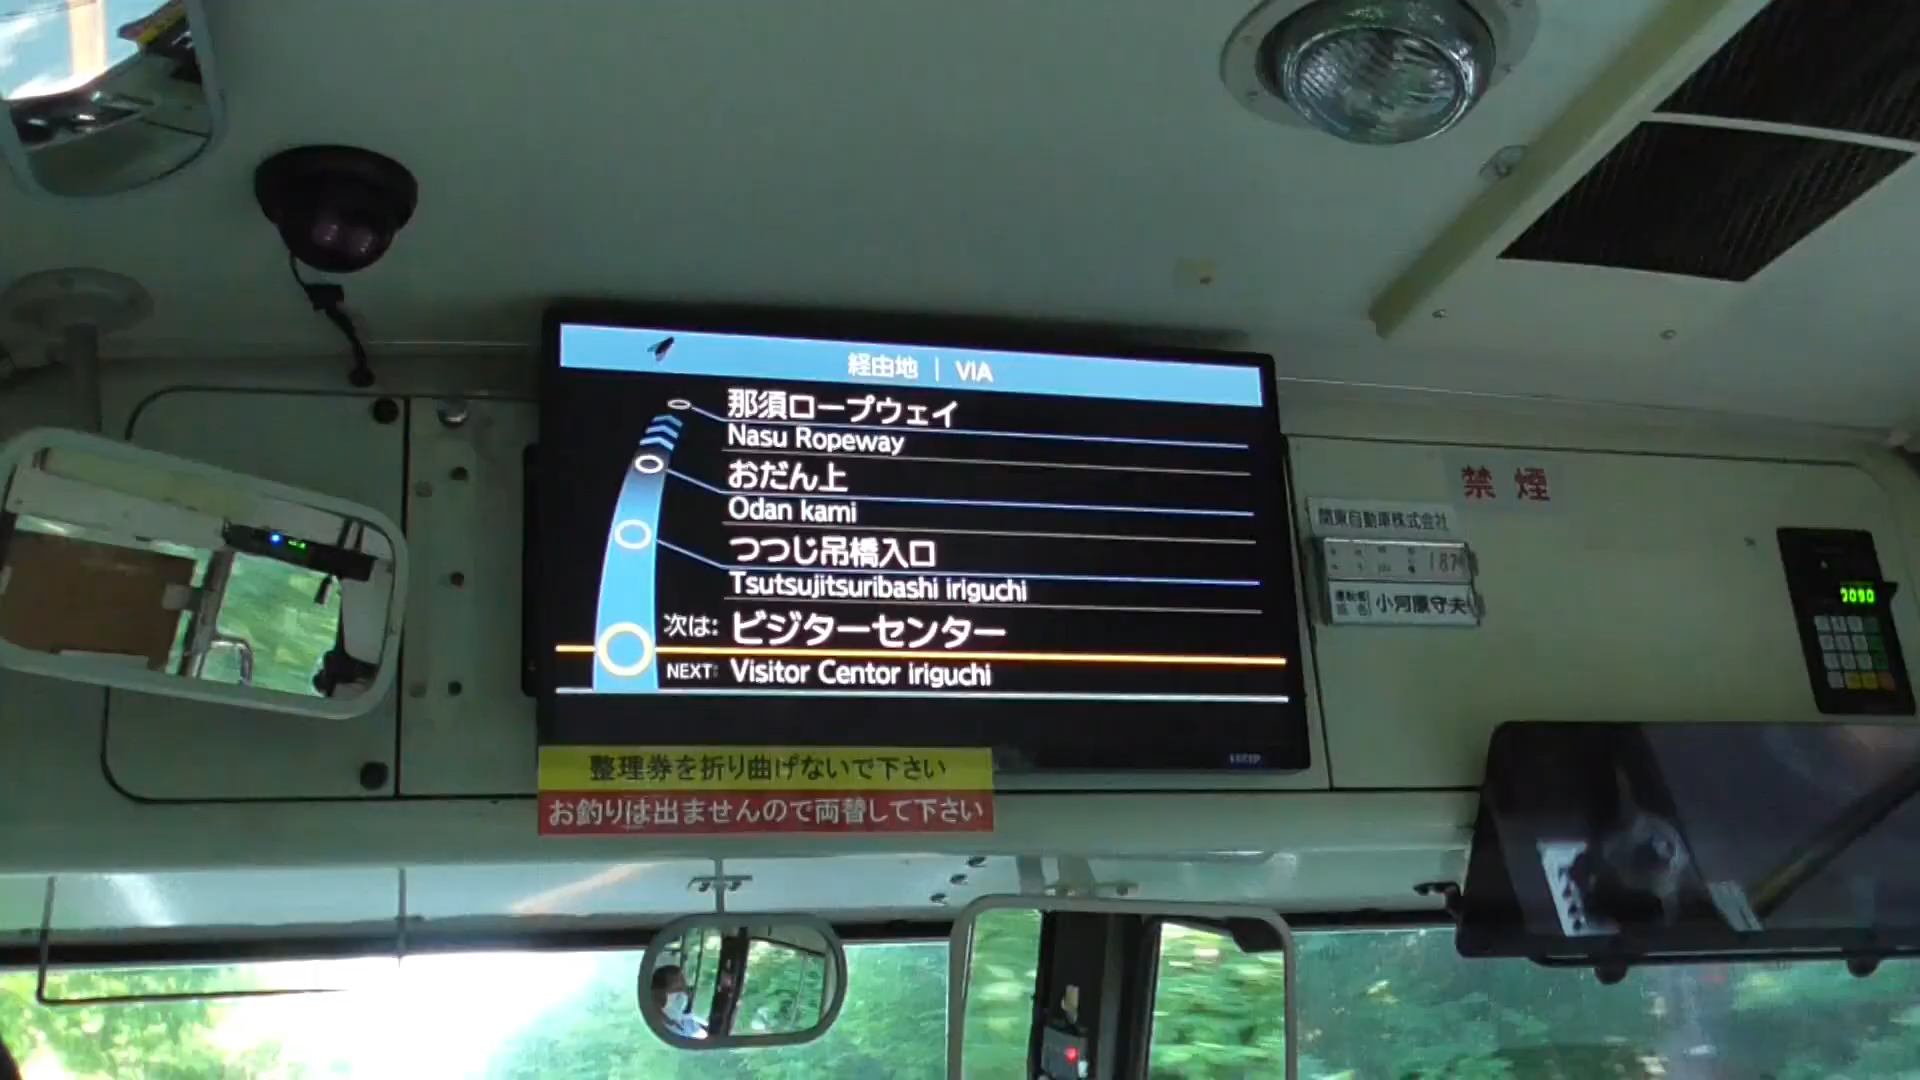 経由地 | VIA
那須ロープウェイ
Nasu Ropeway
おだん上
Odan kami
つつじ吊橋入口
Tsutsujitsuribashi iriguchi
次は: ビジターセンター
NEXT: Visitor Centor iriguchi
整理券を折り曲げないで下さい
お釣りは出ませんので両替して下さい
禁煙
関東自動車株式会社
187
小河原守夫